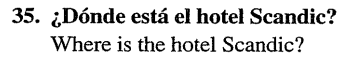 35. ¿Dónde está el hotel Scandic?
Where is the hotel Scandic?